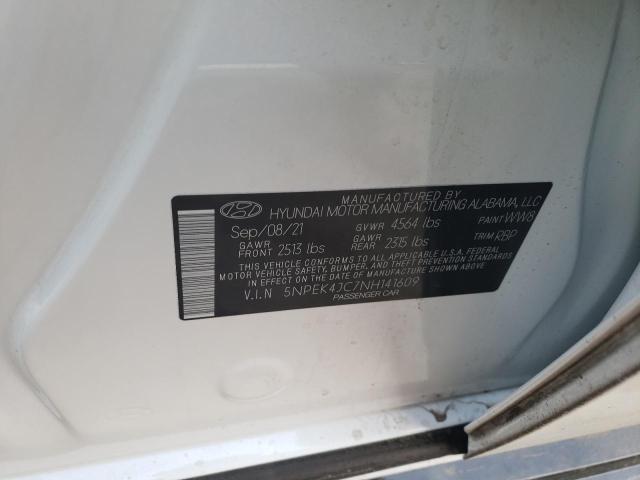 MANUFACTURED BY
HYUNDAI MOTOR MANUFACTURING ALABAMA, LLC
Sep/08/21 GVWR 4564 lbs PAINT WW8
GAWR FRONT 2513 lbs GAWR REAR 2315 lbs TRIM RBP
THIS VEHICLE CONFORMS TO ALL APPLICABLE U.S.A. FEDERAL
MOTOR VEHICLE SAFETY, BUMPER, AND THEFT PREVENTION STANDARDS
IN EFFECT ON THE DATE OF MANUFACTURE SHOWN ABOVE.
V.I.N 5NPEK4JC7NH141609
PASSENGER CAR